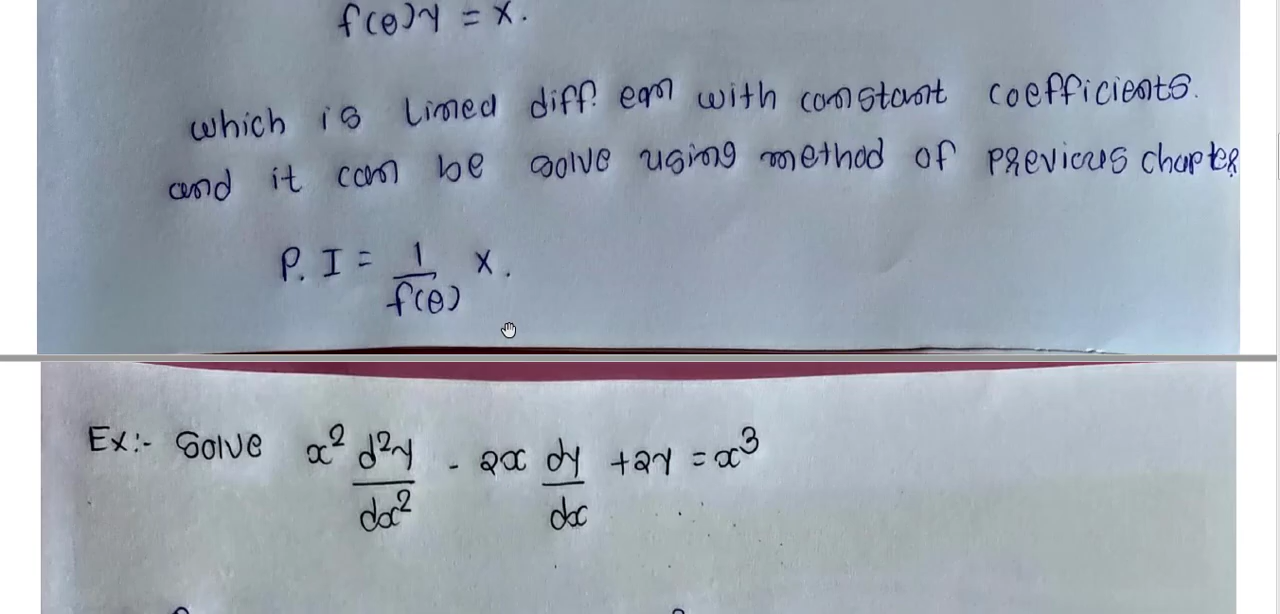 f(θ)y = x.
which is lined diff. eqn with constant coefficients.
and it can be solve using method of previous chapter
P. I = 1/f(θ) x.
Ex:- Solve x² d²y/dx² - 2x dy/dx + 2y = x³